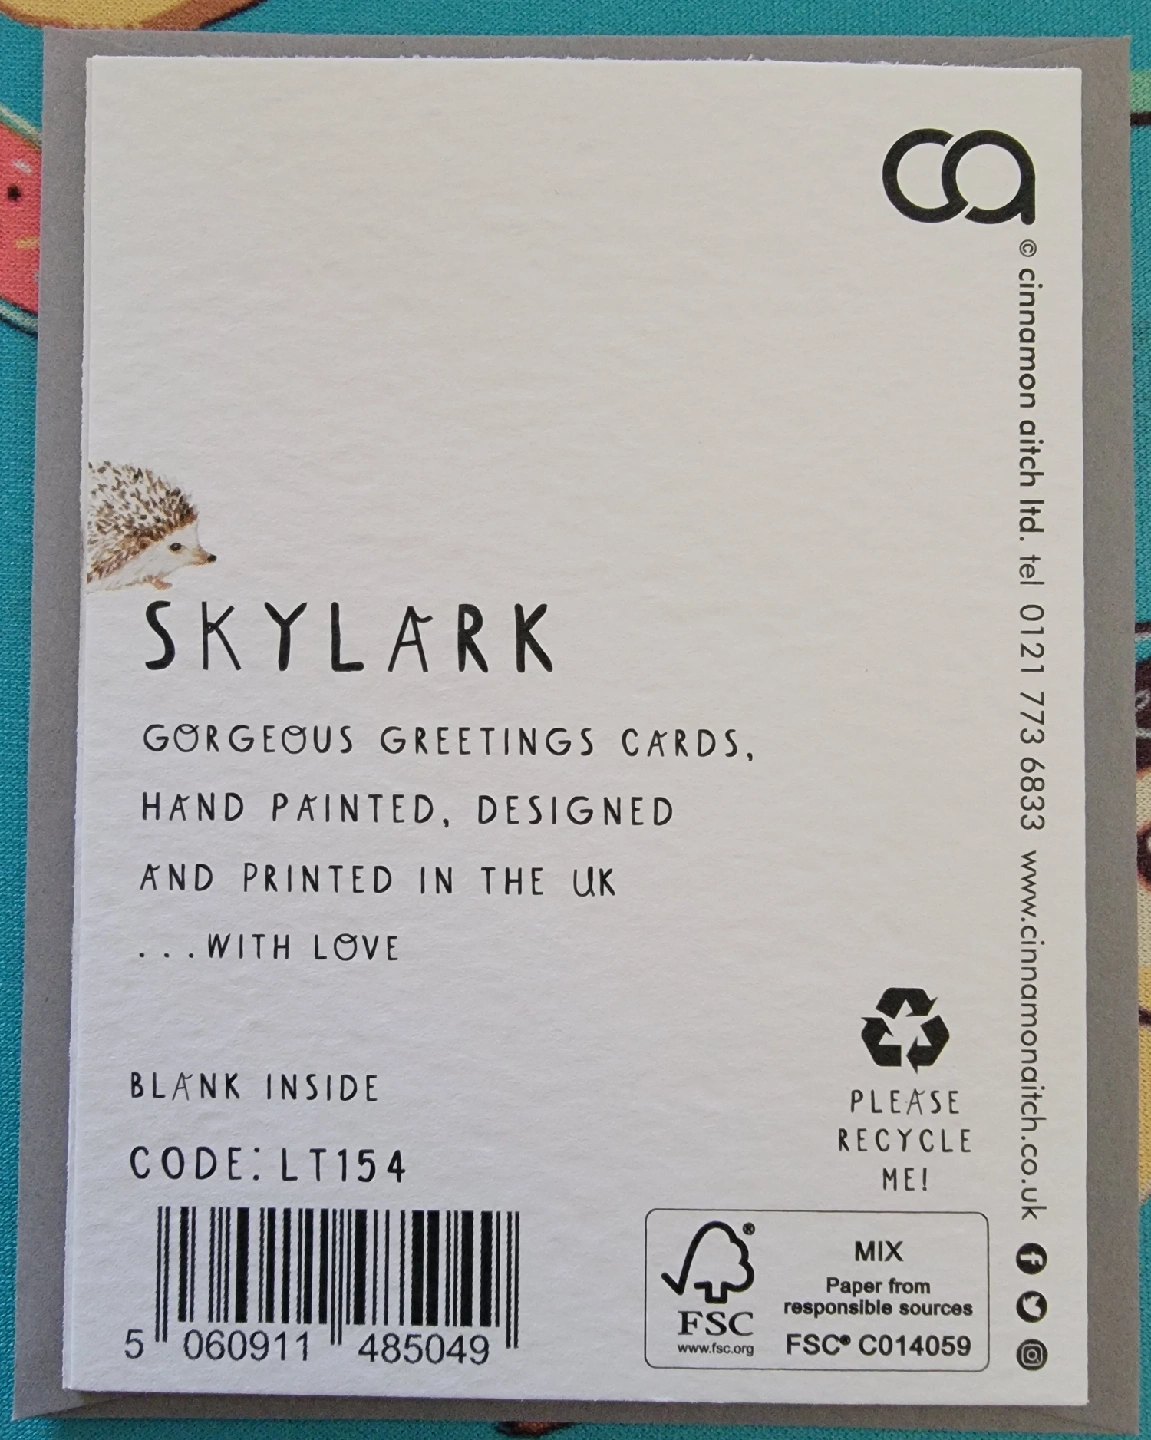 ca
© cinnamon aitch ltd. tel 0121 773 6833 www.cinnamonaitch.co.uk
SKYLARK
GORGEOUS GREETINGS CARDS,
HAND PAINTED, DESIGNED
AND PRINTED IN THE UK
...WITH LOVE
BLANK INSIDE
CODE: LT154
5 060911 485049
PLEASE
RECYCLE
ME!
FSC
www.fsc.org
MIX
Paper from
responsible sources
FSC® C014059